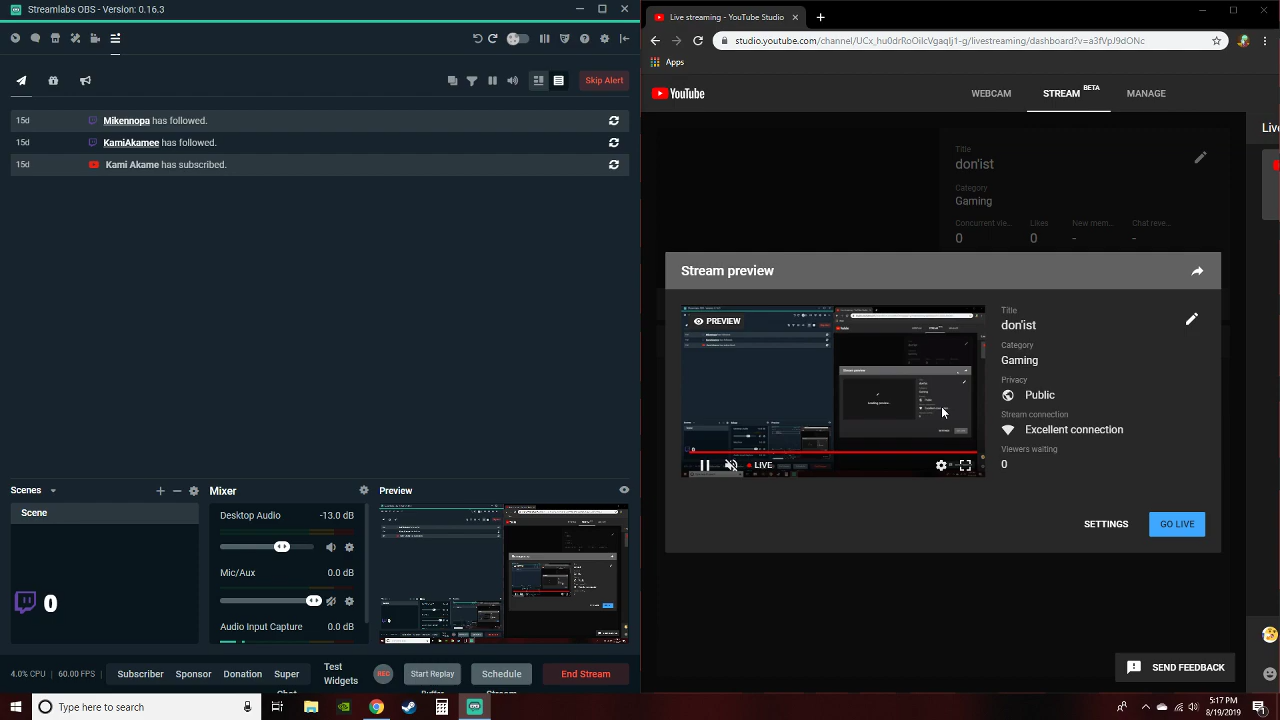 Streamlabs OBS - Version: 0.16.3
Skip Alert
15d Mikennopa has followed.
15d KamiAkamee has followed.
15d Kami Akame has subscribed.
Scenes
Scene
0
Mixer
Desktop Audio -13.0 dB
Mic/Aux 0.0 dB
Audio Input Capture 0.0 dB
Preview
4.0% CPU 60.00 FPS
Subscriber
Sponsor
Donation
Super
Chat
Test
Widgets
REC
Start Replay
Buffer
Schedule
Stream
End Stream
Type here to search
Live streaming - YouTube Studio
studio.youtube.com/channel/UCx_hu0drRoOilcVgaqIj1-g/livestreaming/dashboard?v=a3fVpJ9dONc
Apps
YouTube
WEBCAM
STREAM BETA
MANAGE
Live
Title
don'ist
Category
Gaming
Concurrent vie... Likes New mem... Chat reve...
0 0 - -
Stream preview
PREVIEW
LIVE
Title
don'ist
Category
Gaming
Privacy
Public
Stream connection
Excellent connection
Viewers waiting
0
SETTINGS
GO LIVE
SEND FEEDBACK
5:17 PM
8/19/2019